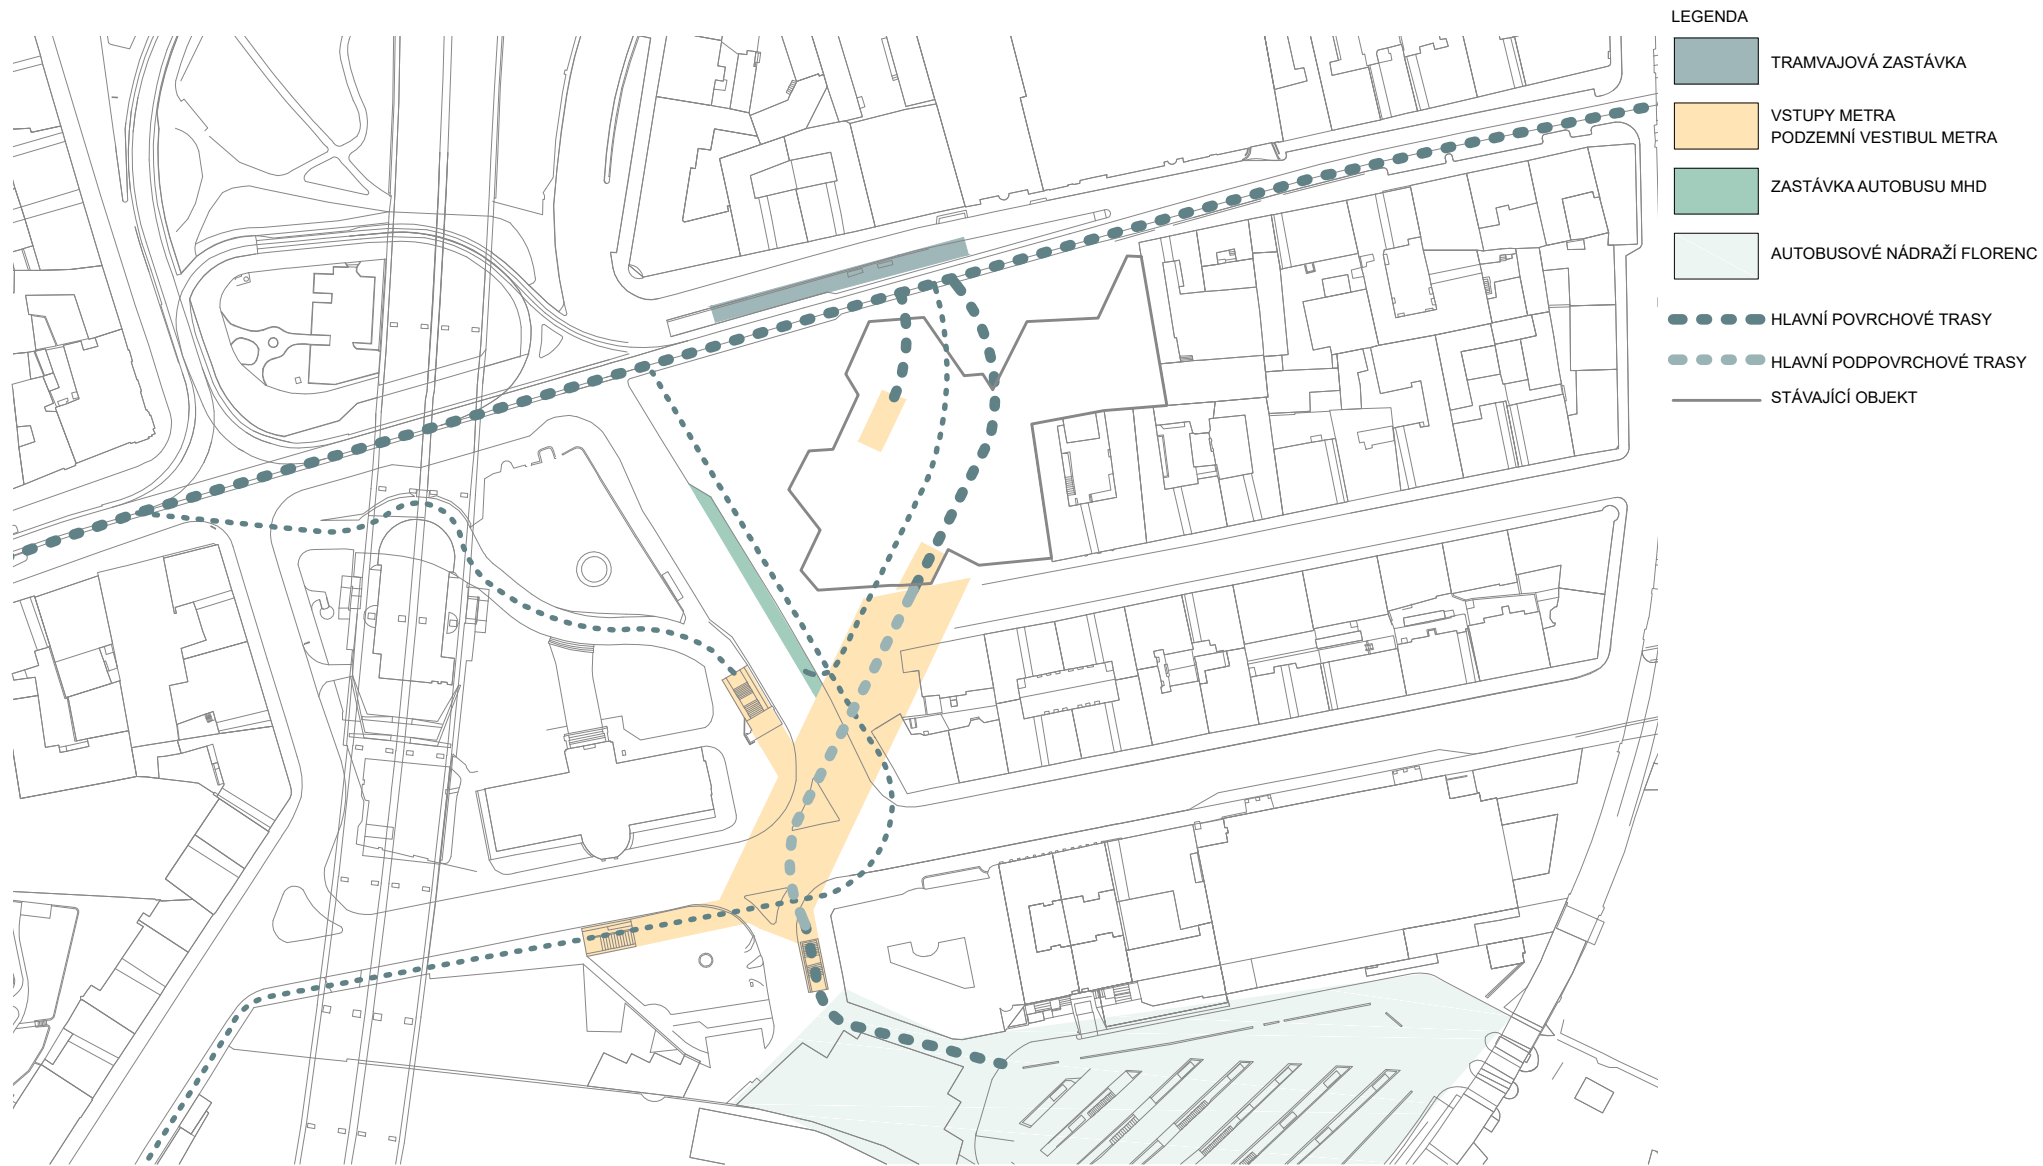 LEGENDA
TRAMVAJOVÁ ZASTÁVKA
VSTUPY METRA
PODZEMNÍ VESTIBUL METRA
ZASTÁVKA AUTOBUSU MHD
AUTOBUSOVÉ NÁDRAŽÍ FLORENC
HLAVNÍ POVRCHOVÉ TRASY
HLAVNÍ PODPOVRCHOVÉ TRASY
STÁVAJÍCÍ OBJEKT